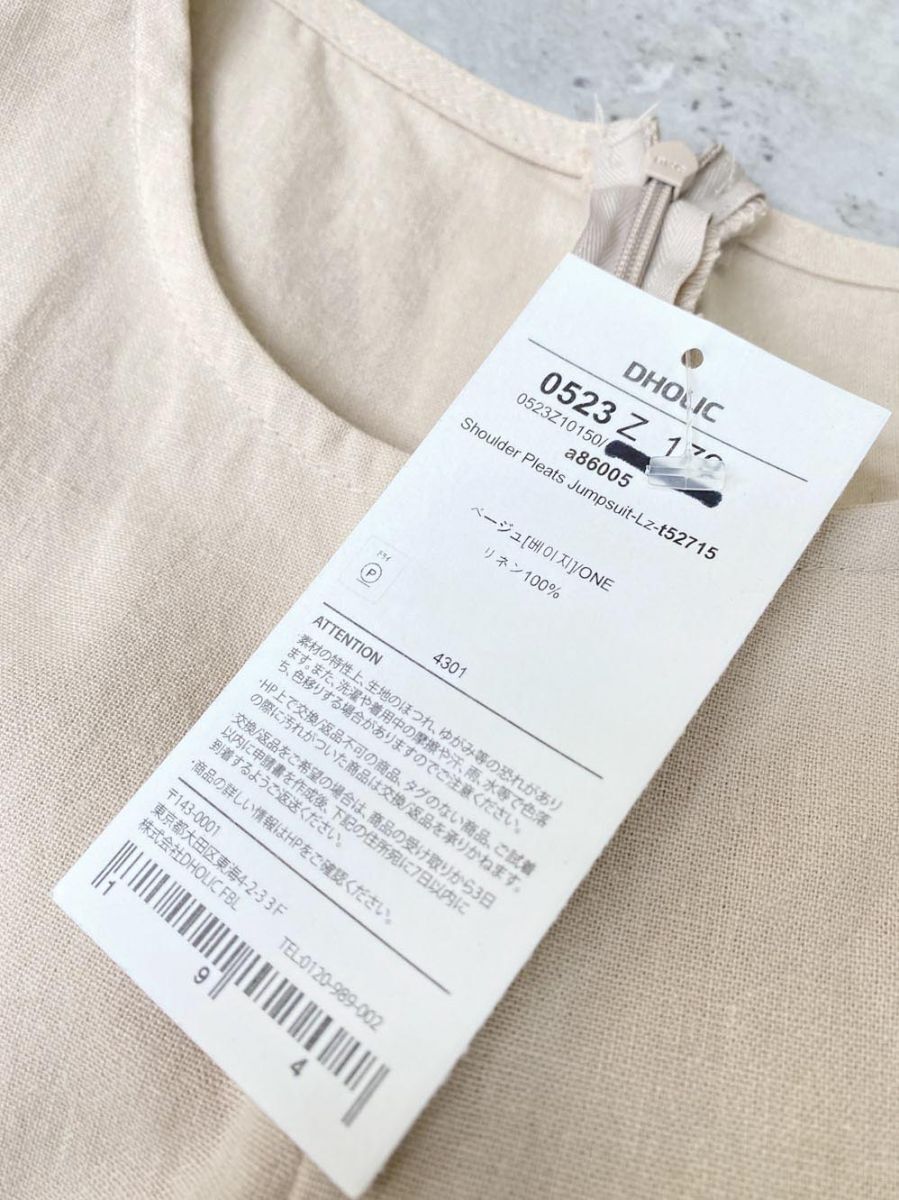 DHOLIC
0523 Z
0523Z10150/
a86005
Shoulder Pleats Jumpsuit-Lz-t52715
ベージュ[베이지]/ONE
リネン100%
ドライ
P
ATTENTION
4301
素材の特性上、生地のほつれ、ゆがみ等の恐れがあり
ます。また、洗濯や着用中の摩擦や汗、雨、水等で色落
ち、色移りする場合がありますのでご注意ください。
・HP上で交換/返品不可の商品、タグのない商品、ご試着
の際に汚れがついた商品は交換/返品を承りかねます。
交換/返品をご希望の場合は、商品の受け取りから3日
以内に申請書を作成後、下記の住所宛に7日以内に
到着するようご返送ください。
・商品の詳しい情報はHPをご確認ください。
〒143-0001
東京都大田区東海4-2-3 3F
株式会社DHOLIC FBL
TEL:0120-989-002
1 9 4